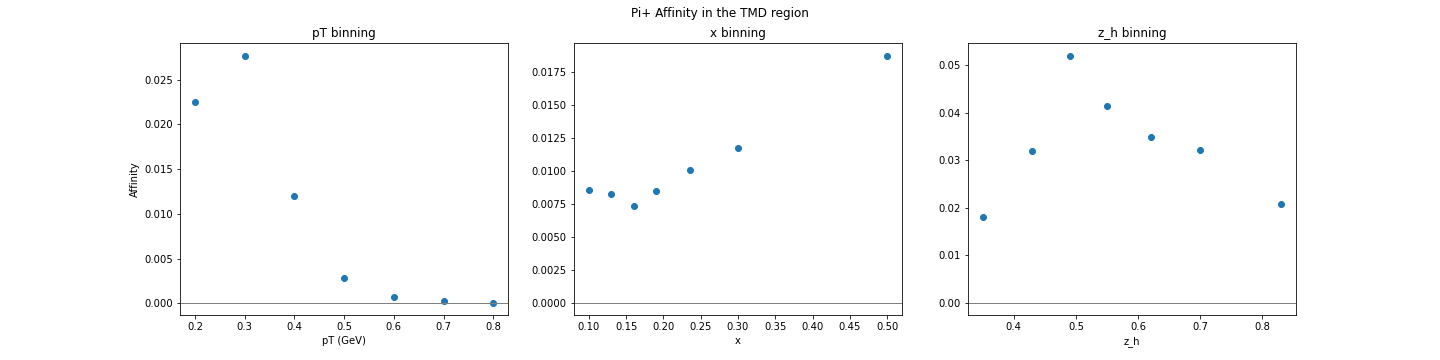 Pi+ Affinity in the TMD region
pT binning
Affinity
0.025
0.020
0.015
0.010
0.005
0.000
0.2 0.3 0.4 0.5 0.6 0.7 0.8
pT (GeV)
x binning
0.0175
0.0150
0.0125
0.0100
0.0075
0.0050
0.0025
0.0000
0.10 0.15 0.20 0.25 0.30 0.35 0.40 0.45 0.50
x
z_h binning
0.05
0.04
0.03
0.02
0.01
0.00
0.4 0.5 0.6 0.7 0.8
z_h